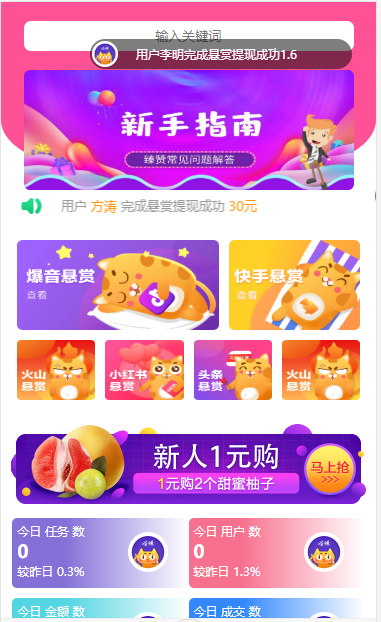 输入关键词
用户李明完成悬赏提现成功1.6
新手指南
臻赞常见问题解答
用户 方涛 完成悬赏提现成功 30元
爆音悬赏
查看
快手悬赏
查看
火山
悬赏
小红书
悬赏
头条
悬赏
火山
悬赏
新人1元购
1元购2个甜蜜柚子
马上抢
>>>
今日 任务 数
0
较昨日 0.3%
今日 用户 数
0
较昨日 1.3%
今日 金额 数
今日 成交 数